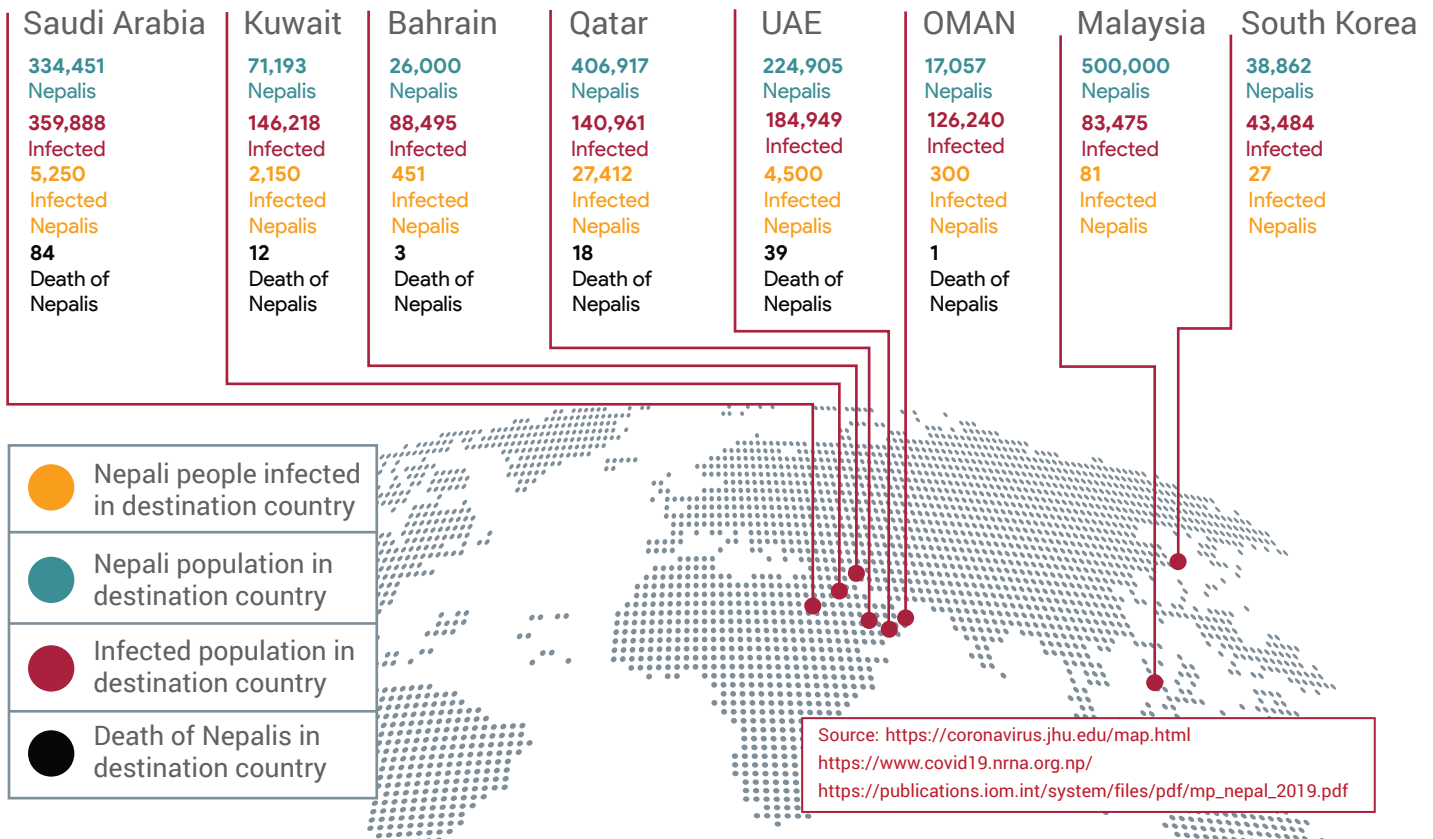 Saudi Arabia
334,451
Nepalis
359,888
Infected
5,250
Infected
Nepalis
84
Death of
Nepalis
Kuwait
71,193
Nepalis
146,218
Infected
2,150
Infected
Nepalis
12
Death of
Nepalis
Bahrain
26,000
Nepalis
88,495
Infected
451
Infected
Nepalis
3
Death of
Nepalis
Qatar
406,917
Nepalis
140,961
Infected
27,412
Infected
Nepalis
18
Death of
Nepalis
UAE
224,905
Nepalis
184,949
Infected
4,500
Infected
Nepalis
39
Death of
Nepalis
OMAN
17,057
Nepalis
126,240
Infected
300
Infected
Nepalis
1
Death of
Nepalis
Malaysia
500,000
Nepalis
83,475
Infected
81
Infected
Nepalis
South Korea
38,862
Nepalis
43,484
Infected
27
Infected
Nepalis
Nepali people infected
in destination country
Nepali population in
destination country
Infected population in
destination country
Death of Nepalis in
destination country
Source: https://coronavirus.jhu.edu/map.html
https://www.covid19.nrna.org.np/
https://publications.iom.int/system/files/pdf/mp_nepal_2019.pdf